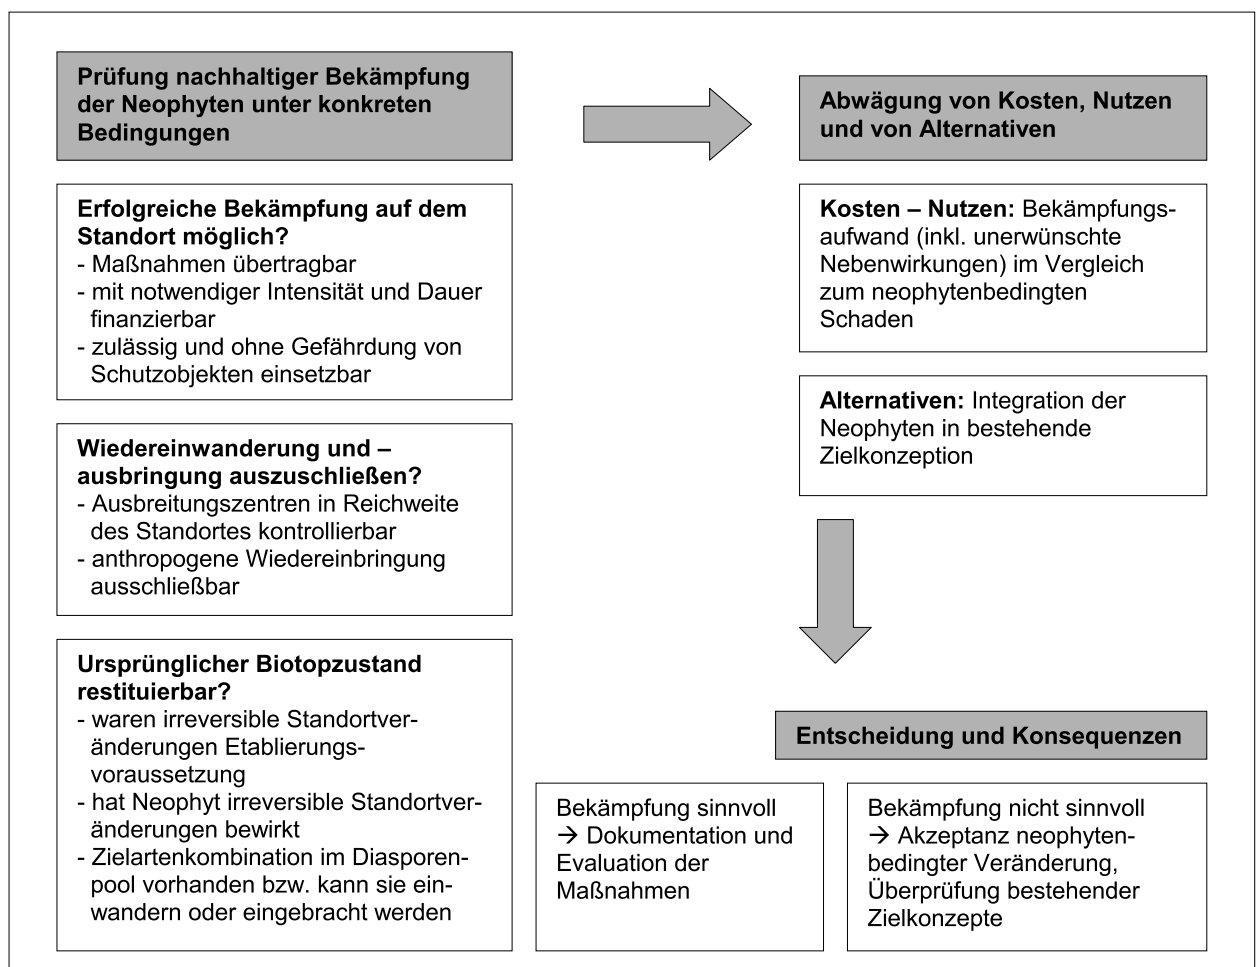 Prüfung nachhaltiger Bekämpfung
der Neophyten unter konkreten
Bedingungen
Erfolgreiche Bekämpfung auf dem
Standort möglich?
- Maßnahmen übertragbar
- mit notwendiger Intensität und Dauer
finanzierbar
- zulässig und ohne Gefährdung von
Schutzobjekten einsetzbar
Wiedereinwanderung und –
ausbringung auszuschließen?
- Ausbreitungszentren in Reichweite
des Standortes kontrollierbar
- anthropogene Wiedereinbringung
ausschließbar
Ursprünglicher Biotopzustand
restituierbar?
- waren irreversible Standortver-
änderungen Etablierungs-
voraussetzung
- hat Neophyt irreversible Standortver-
änderungen bewirkt
- Zielartenkombination im Diasporen-
pool vorhanden bzw. kann sie ein-
wandern oder eingebracht werden
Abwägung von Kosten, Nutzen
und von Alternativen
Kosten – Nutzen: Bekämpfungs-
aufwand (inkl. unerwünschte
Nebenwirkungen) im Vergleich
zum neophytenbedingten
Schaden
Alternativen: Integration der
Neophyten in bestehende
Zielkonzeption
Entscheidung und Konsequenzen
Bekämpfung sinnvoll
→ Dokumentation und
Evaluation der
Maßnahmen
Bekämpfung nicht sinnvoll
→ Akzeptanz neophyten-
bedingter Veränderung,
Überprüfung bestehender
Zielkonzepte